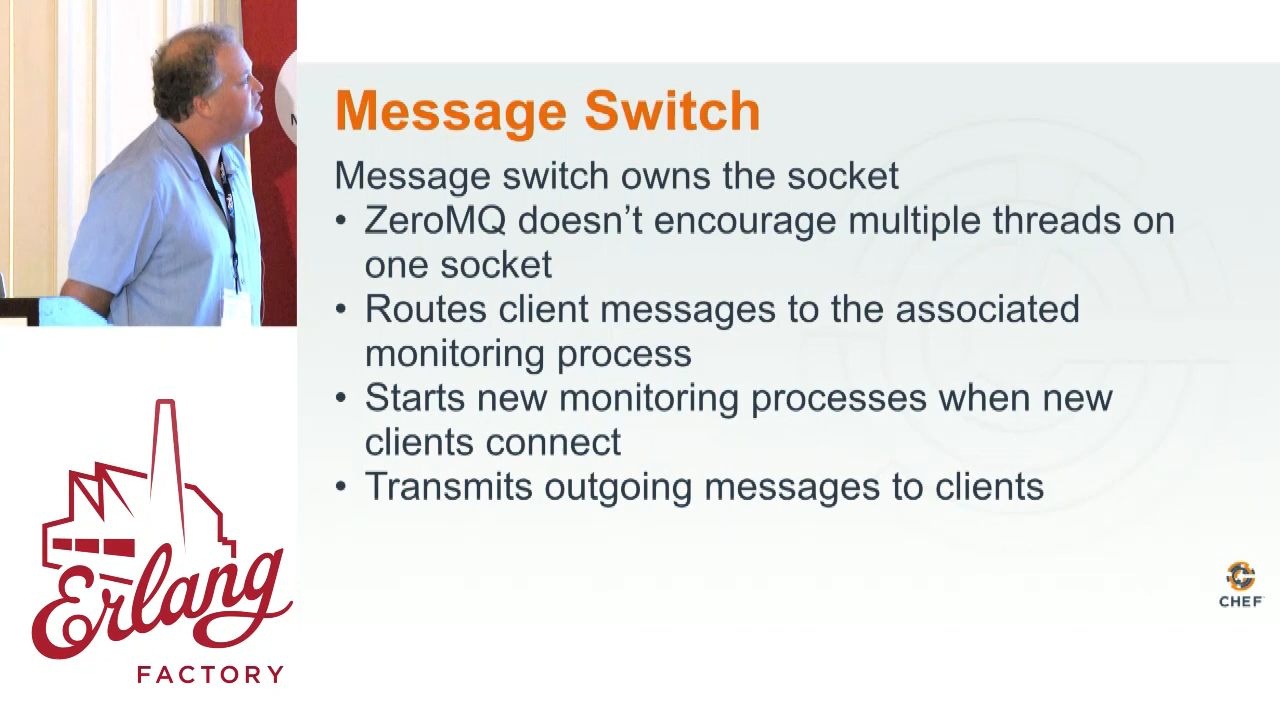 Message Switch
Message switch owns the socket
• ZeroMQ doesn’t encourage multiple threads on
one socket
• Routes client messages to the associated
monitoring process
• Starts new monitoring processes when new
clients connect
• Transmits outgoing messages to clients
CHEF
Erlang
FACTORY